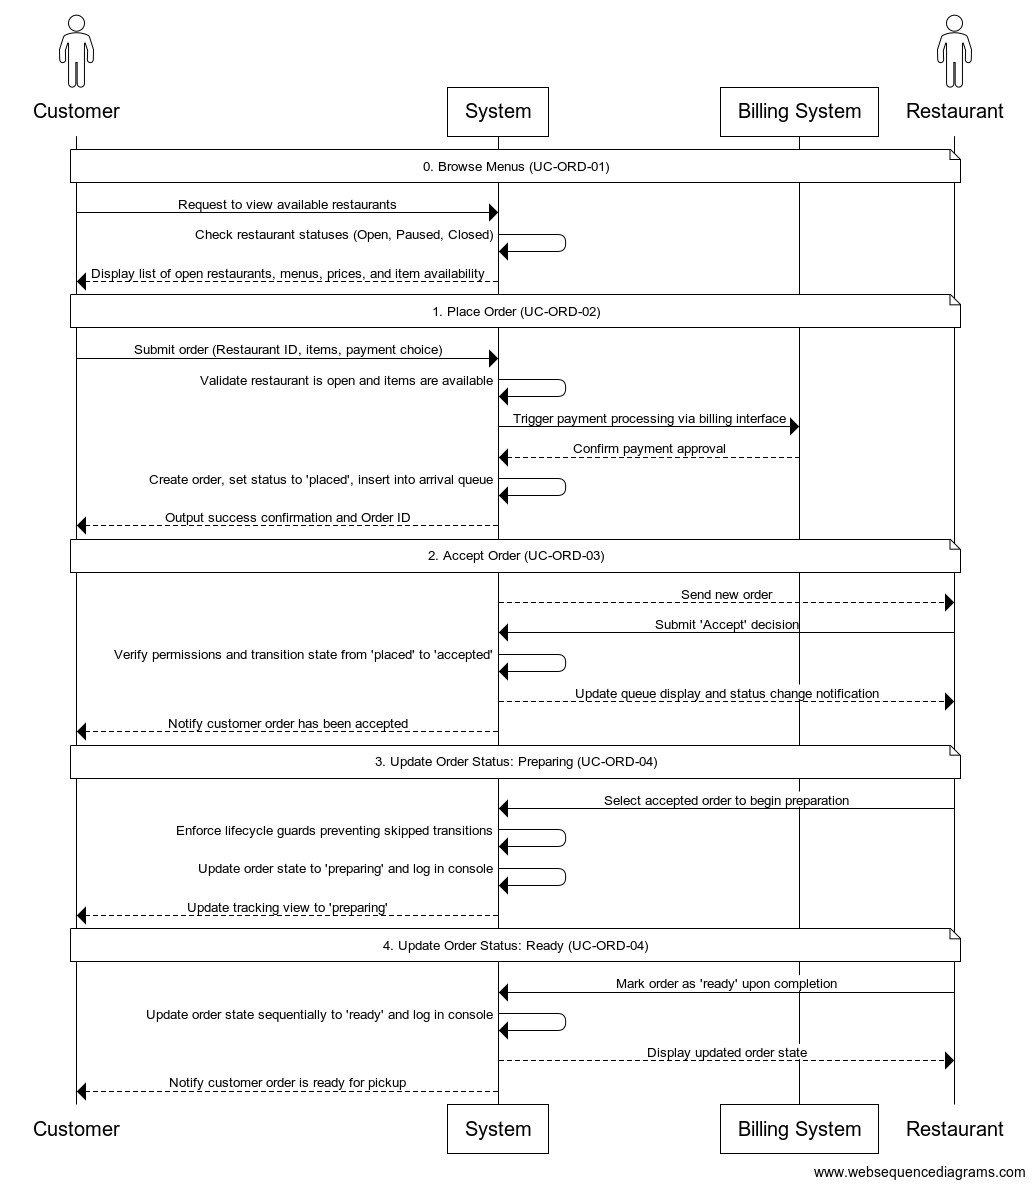 Customer
System
Billing System
Restaurant
0. Browse Menus (UC-ORD-01)
Request to view available restaurants
Check restaurant statuses (Open, Paused, Closed)
Display list of open restaurants, menus, prices, and item availability
1. Place Order (UC-ORD-02)
Submit order (Restaurant ID, items, payment choice)
Validate restaurant is open and items are available
Trigger payment processing via billing interface
Confirm payment approval
Create order, set status to 'placed', insert into arrival queue
Output success confirmation and Order ID
2. Accept Order (UC-ORD-03)
Send new order
Submit 'Accept' decision
Verify permissions and transition state from 'placed' to 'accepted'
Update queue display and status change notification
Notify customer order has been accepted
3. Update Order Status: Preparing (UC-ORD-04)
Select accepted order to begin preparation
Enforce lifecycle guards preventing skipped transitions
Update order state to 'preparing' and log in console
Update tracking view to 'preparing'
4. Update Order Status: Ready (UC-ORD-04)
Mark order as 'ready' upon completion
Update order state sequentially to 'ready' and log in console
Display updated order state
Notify customer order is ready for pickup
Customer
System
Billing System
Restaurant
www.websequencediagrams.com